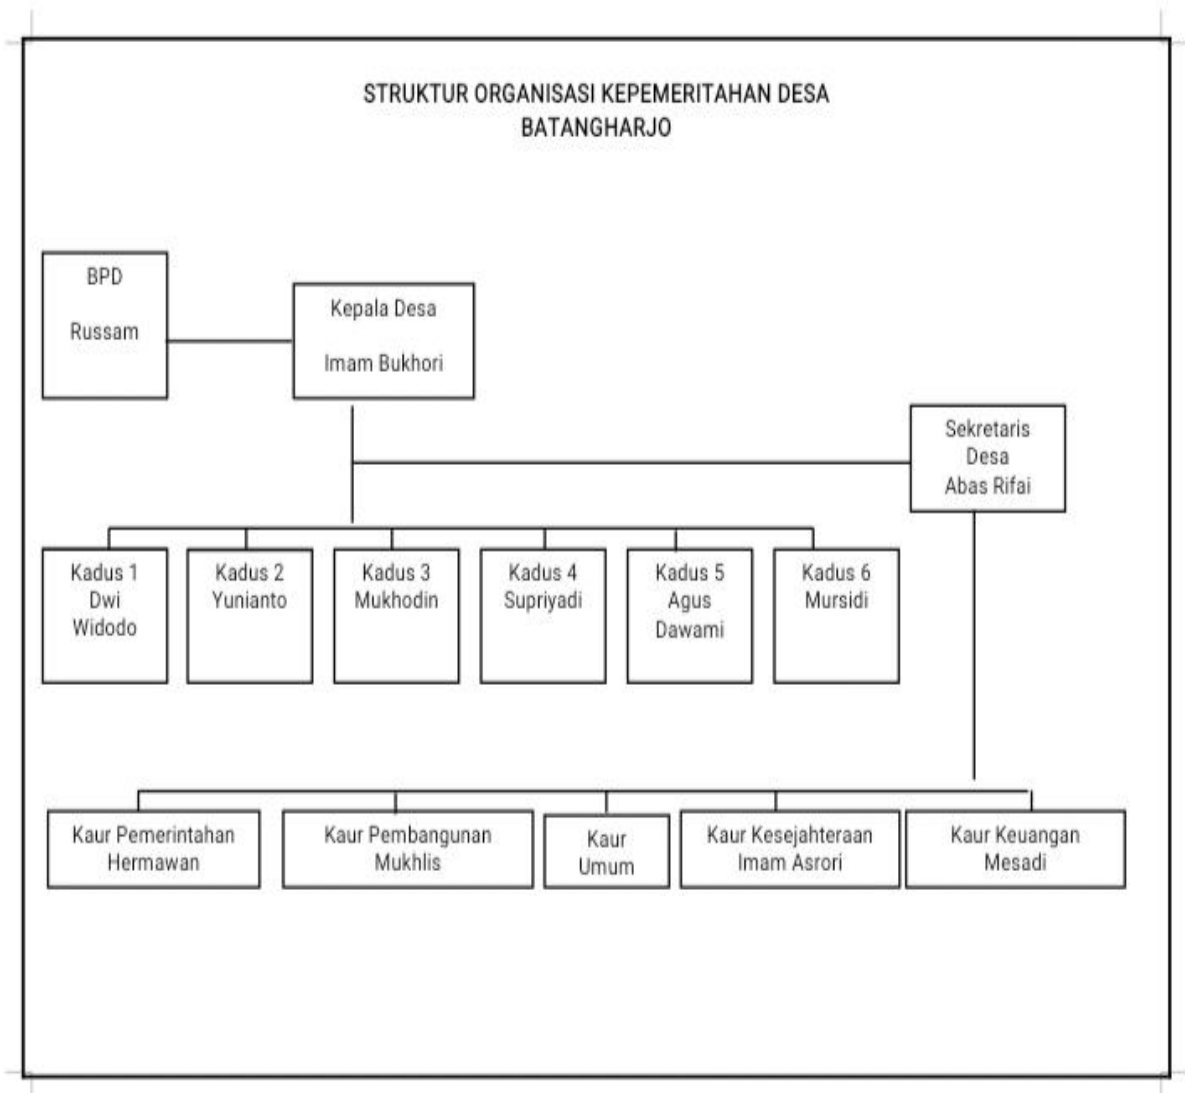 STRUKTUR ORGANISASI KEPEMERITAHAN DESA
BATANGHARJO
BPD
Russam
Kepala Desa
Imam Bukhori
Sekretaris
Desa
Abas Rifai
Kadus 1
Dwi
Widodo
Kadus 2
Yunianto
Kadus 3
Mukhodin
Kadus 4
Supriyadi
Kadus 5
Agus
Dawami
Kadus 6
Mursidi
Kaur Pemerintahan
Hermawan
Kaur Pembangunan
Mukhlis
Kaur
Umum
Kaur Kesejahteraan
Imam Asrori
Kaur Keuangan
Mesadi